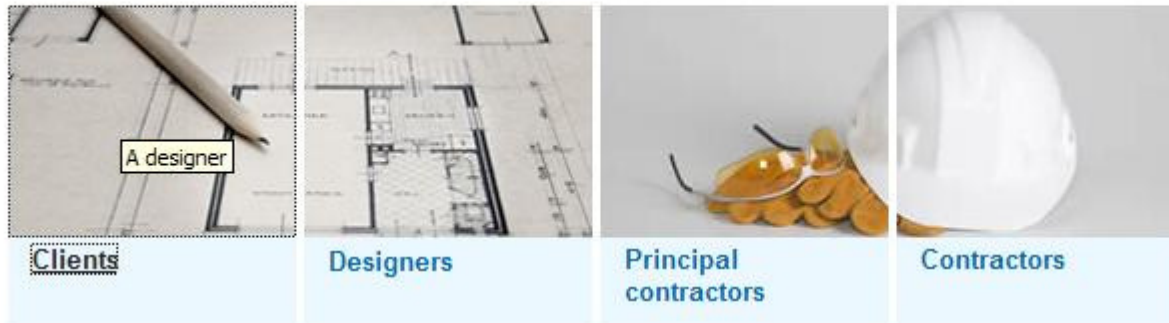 A designer
Clients
Designers
Principal
contractors
Contractors